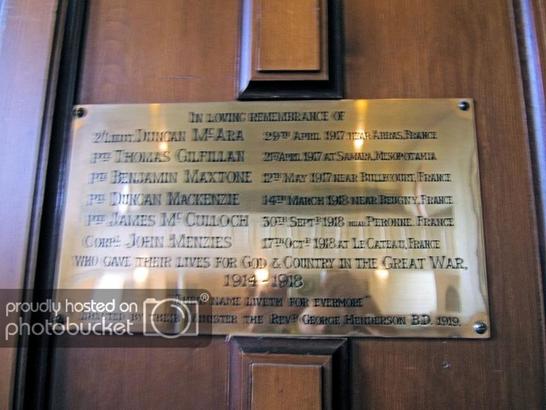 In loving remembrance of
2/Lieut. Duncan McAra 29th April 1917 near Arras, France
Pte Thomas Gilfillan 21st April 1917 at Samara, Mesopotamia
Pte Benjamin Maxtone 12th May 1917 near Bullecourt, France
Pte Duncan Mackenzie 14th March 1918 near Beugny, France
Pte James McCulloch 30th Septr 1918 near Peronne, France
Corpl John Menzies 17th Octr 1918 at Le Cateau, France
who gave their lives for God & Country in the Great War,
1914-1918
name liveth for evermore"
by their Minister the Revd George Henderson B.D. 1919.
proudly hosted on
photobucket ®